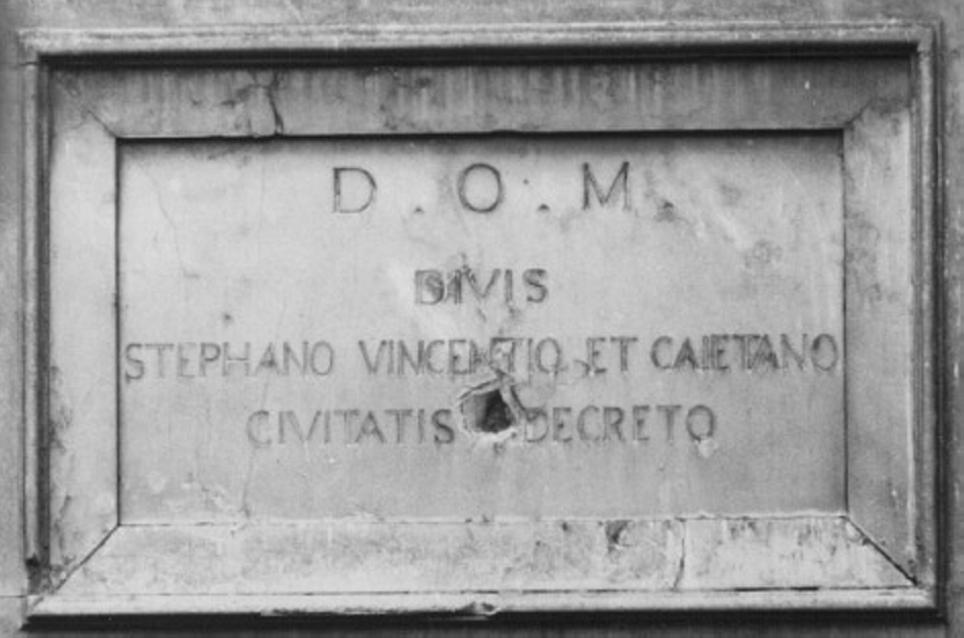 D . O . M .
DIVIS
STEPHANO VINCENTIO ET CAIETANO
CIVITATIS DECRETO